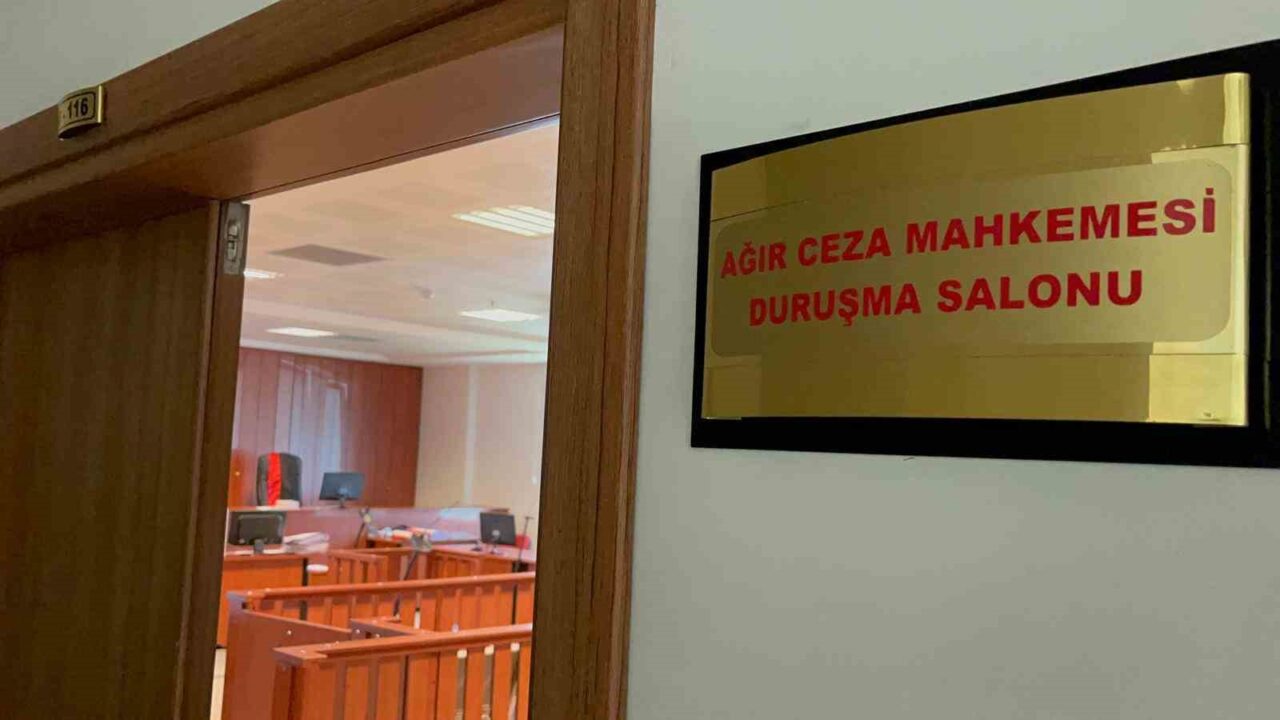 116
AĞIR CEZA MAHKEMESİ
DURUŞMA SALONU